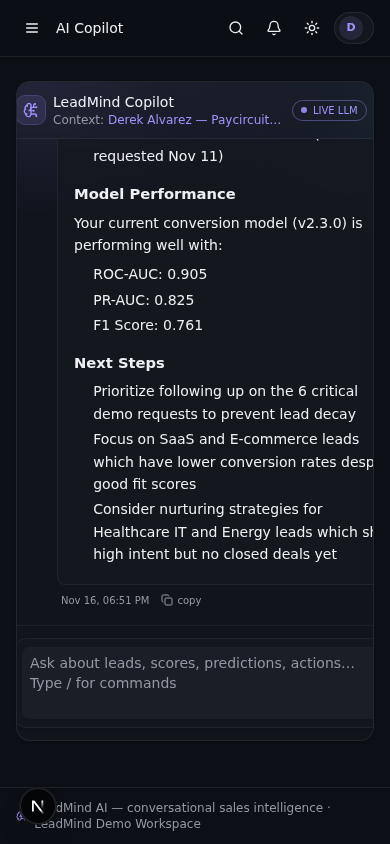 AI Copilot
D
LeadMind Copilot
Context: Derek Alvarez — Paycircuit...
LIVE LLM
requested Nov 11)
Model Performance
Your current conversion model (v2.3.0) is
performing well with:
ROC-AUC: 0.905
PR-AUC: 0.825
F1 Score: 0.761
Next Steps
Prioritize following up on the 6 critical
demo requests to prevent lead decay
Focus on SaaS and E-commerce leads
which have lower conversion rates desp
good fit scores
Consider nurturing strategies for
Healthcare IT and Energy leads which sh
high intent but no closed deals yet
Nov 16, 06:51 PM
copy
Ask about leads, scores, predictions, actions...
Type / for commands
N
dMind AI — conversational sales intelligence ·
LeadMind Demo Workspace